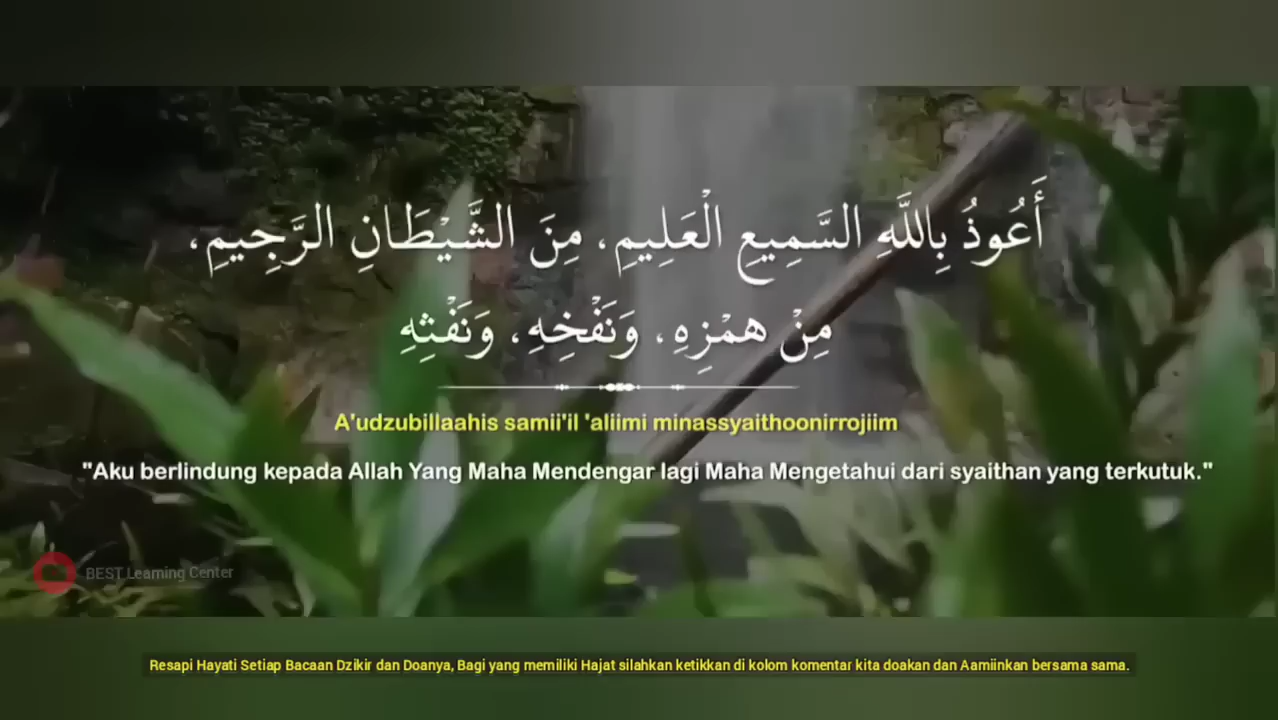 أَعُوذُ بِاللَّهِ السَّمِيعِ الْعَلِيمِ، مِنَ الشَّيْطَانِ الرَّجِيمِ،
مِنْ هَمْزِهِ، وَنَفْخِهِ، وَنَفْثِهِ
A'udzubillaahis samii'il 'aliimi minassyaithoonirrojiim
"Aku berlindung kepada Allah Yang Maha Mendengar lagi Maha Mengetahui dari syaithan yang terkutuk."
BEST Learning Center
Resapi Hayati Setiap Bacaan Dzikir dan Doanya, Bagi yang memiliki Hajat silahkan ketikkan di kolom komentar kita doakan dan Aamiinkan bersama sama.